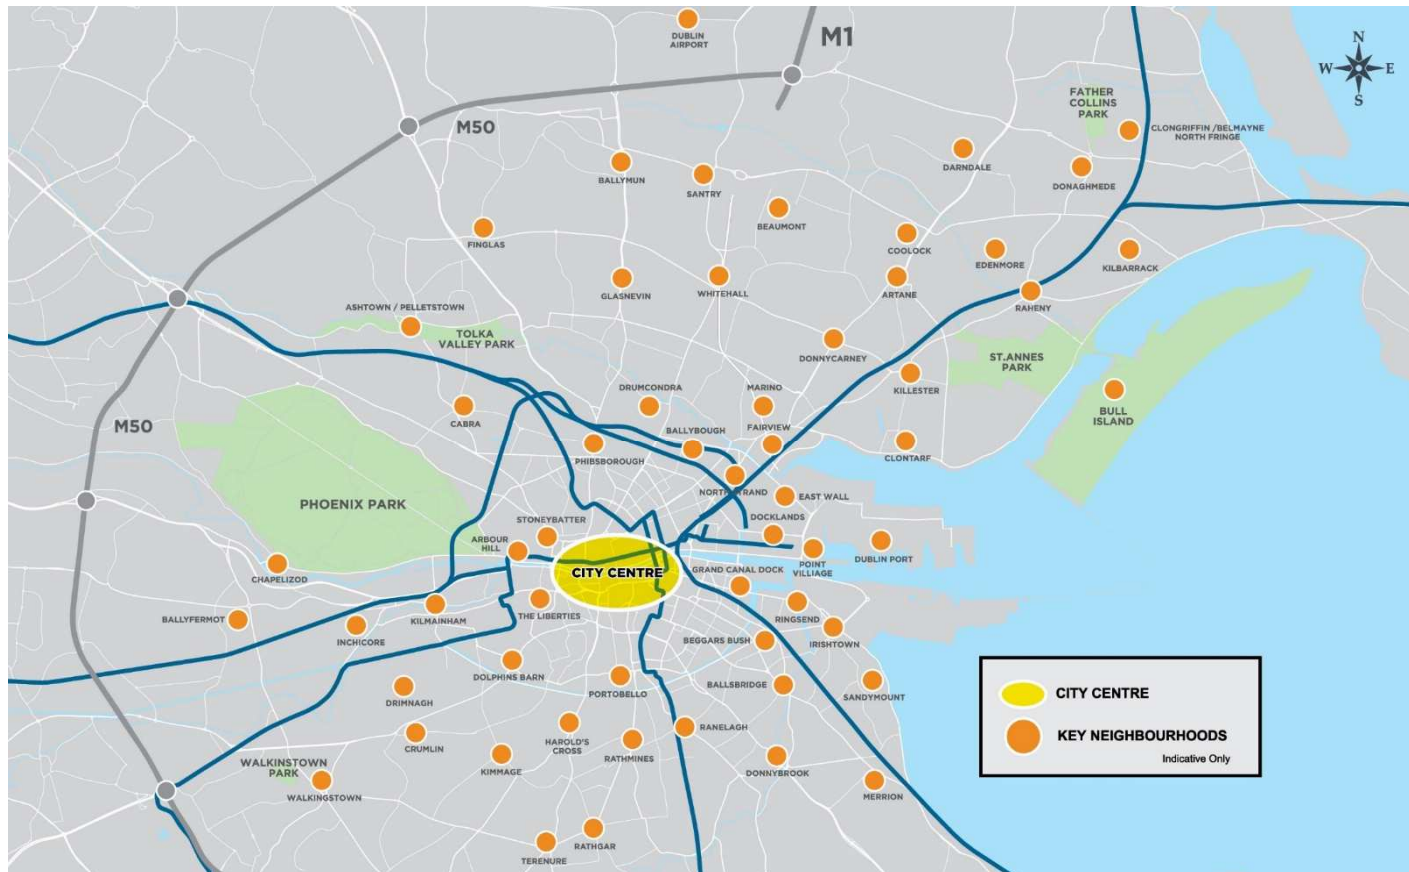 DUBLIN
AIRPORT
M1
N
W
E
S
M50
FATHER
COLLINS
PARK
CLONGRIFFIN /BELMAYNE
NORTH FRINGE
DARNDALE
DONAGHMEDE
BALLYMUN
SANTRY
BEAUMONT
FINGLAS
COOLOCK
EDENMORE
KILBARRACK
GLASNEVIN
WHITEHALL
ARTANE
RAHENY
ASHTOWN / PELLETSTOWN
TOLKA
VALLEY PARK
DONNYCARNEY
ST.ANNES
PARK
KILLESTER
BULL
ISLAND
M50
CABRA
DRUMCONDRA
MARINO
BALLYBOUGH
FAIRVIEW
PHIBSBOROUGH
CLONTARF
NORTH STRAND
EAST WALL
PHOENIX PARK
STONEYBATTER
DOCKLANDS
ARBOUR
HILL
CHAPELIZOD
CITY CENTRE
GRAND CANAL DOCK
POINT
VILLIAGE
DUBLIN PORT
BALLYFERMOT
INCHICORE
KILMAINHAM
THE LIBERTIES
RINGSEND
BEGGARS BUSH
IRISHTOWN
DOLPHINS BARN
PORTOBELLO
BALLSBRIDGE
SANDYMOUNT
DRIMNAGH
CRUMLIN
HAROLD'S
CROSS
RATHMINES
RANELAGH
KIMMAGE
DONNYBROOK
WALKINSTOWN
PARK
WALKINGSTOWN
MERRION
RATHGAR
TERENURE
CITY CENTRE
KEY NEIGHBOURHOODS
Indicative Only